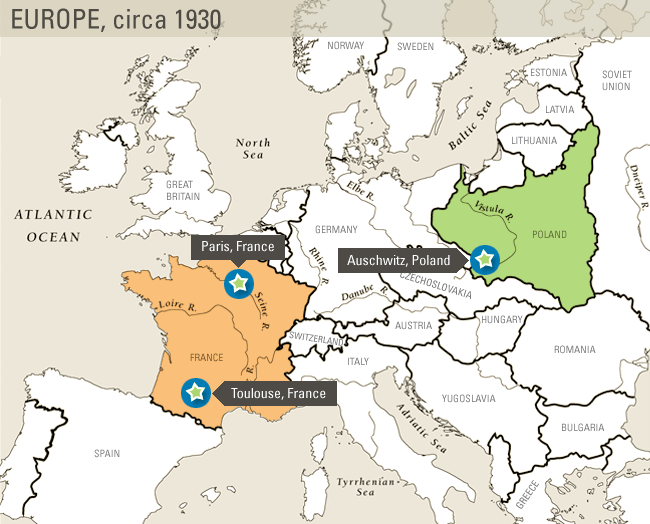 EUROPE, circa 1930
NORWAY
SWEDEN
ESTONIA
SOVIET
UNION
LATVIA
Baltic Sea
LITHUANIA
North
Sea
Dnieper R.
GREAT
BRITAIN
Elbe R.
ATLANTIC
OCEAN
Vistula R.
GERMANY
POLAND
Paris, France
Rhine R.
Auschwitz, Poland
CZECHOSLOVAKIA
Danube R.
Loire R.
Seine R.
HUNGARY
AUSTRIA
SWITZERLAND
ROMANIA
FRANCE
ITALY
R.
Toulouse, France
YUGOSLAVIA
Adriatic Sea
BULGARIA
SPAIN
Tyrrhenian
Sea
GREECE